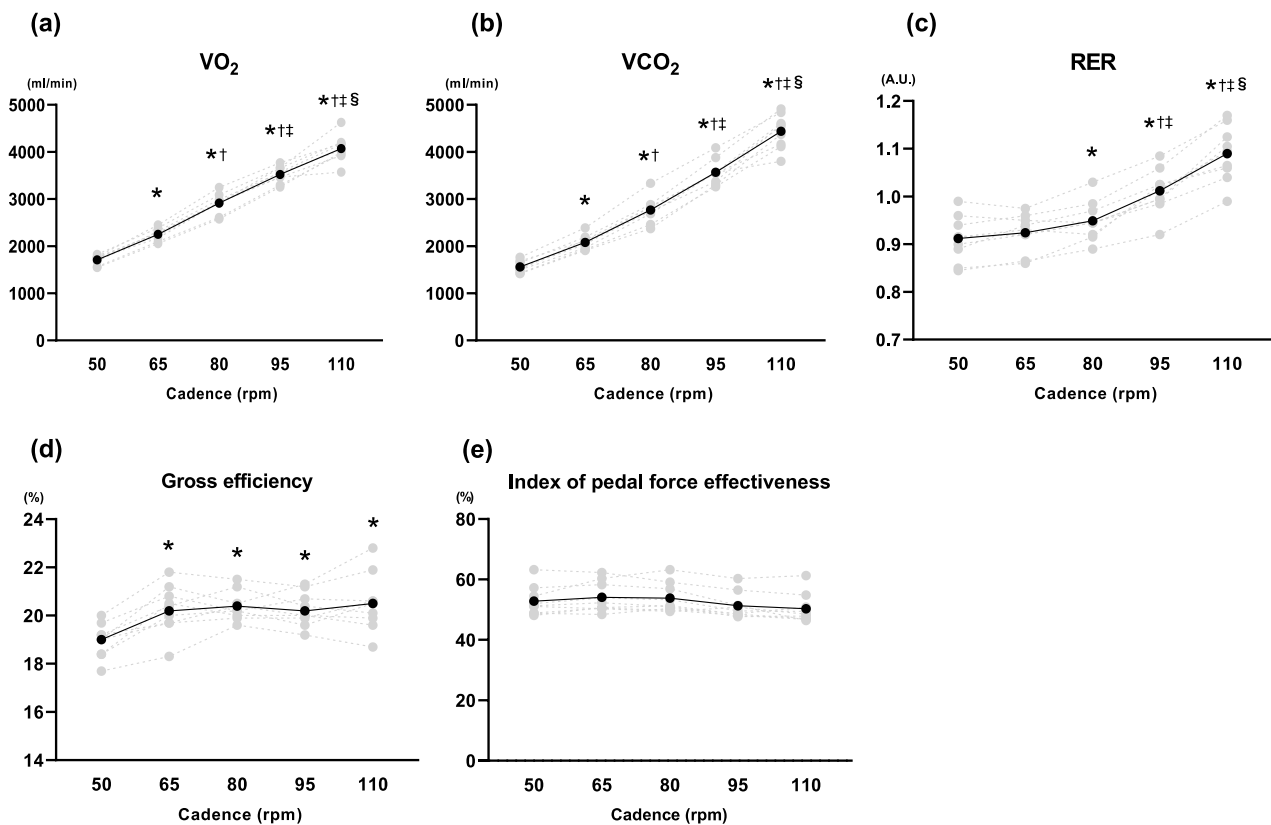 (a)
VO₂
(ml/min)
5000
4000
3000
2000
1000
0
*
*†
*†‡
*†‡§
50 65 80 95 110
Cadence (rpm)
(b)
VCO₂
(ml/min)
5000
4000
3000
2000
1000
0
*
*†
*†‡
*†‡§
50 65 80 95 110
Cadence (rpm)
(c)
RER
(A.U.)
1.2
1.1
1.0
0.9
0.8
0.7
*
*†‡
*†‡§
50 65 80 95 110
Cadence (rpm)
(d)
Gross efficiency
(%)
24
22
20
18
16
14
* * * *
50 65 80 95 110
Cadence (rpm)
(e)
Index of pedal force effectiveness
(%)
80
60
40
20
0
50 65 80 95 110
Cadence (rpm)